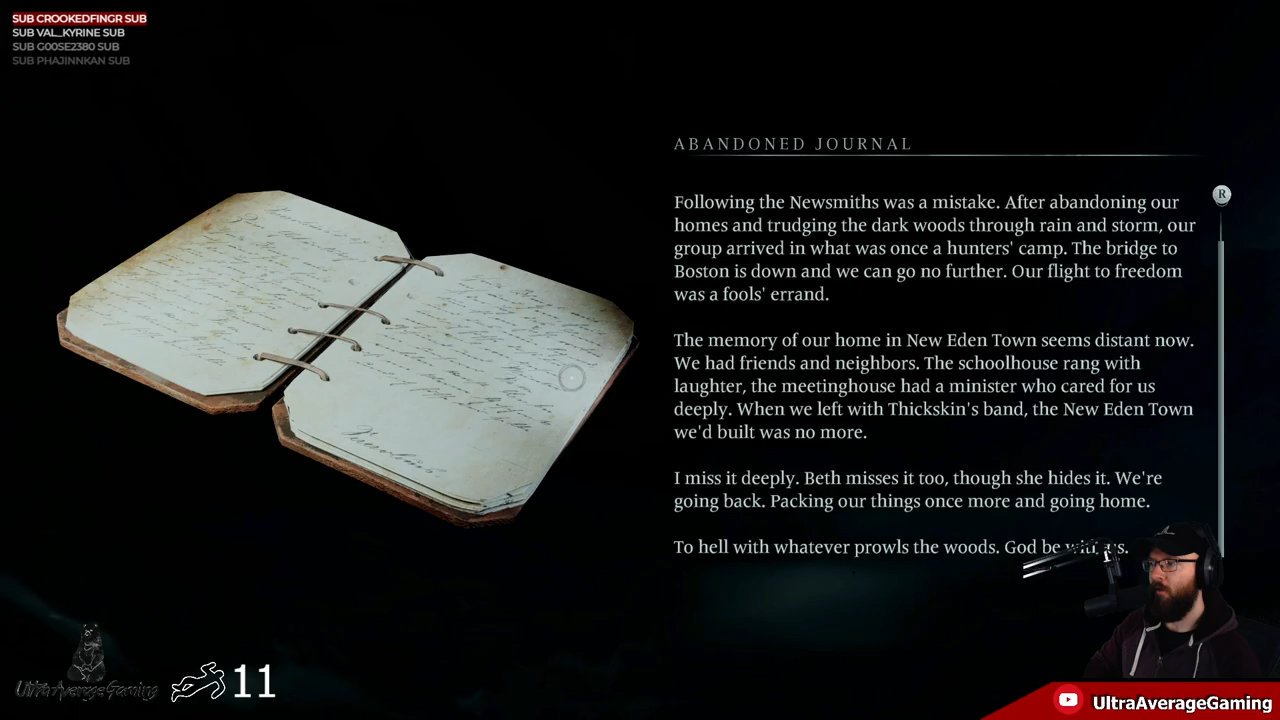 SUB CROOKEDFINGR SUB
SUB VAL_KYRINE SUB
SUB G00SE2380 SUB
SUB PHAJINNKAN SUB
ABANDONED JOURNAL
R
Following the Newsmiths was a mistake. After abandoning our
homes and trudging the dark woods through rain and storm, our
group arrived in what was once a hunters' camp. The bridge to
Boston is down and we can go no further. Our flight to freedom
was a fools' errand.
The memory of our home in New Eden Town seems distant now.
We had friends and neighbors. The schoolhouse rang with
laughter, the meetinghouse had a minister who cared for us
deeply. When we left with Thickskin's band, the New Eden Town
we'd built was no more.
I miss it deeply. Beth misses it too, though she hides it. We're
going back. Packing our things once more and going home.
To hell with whatever prowls the woods. God be with us.
UltraAverageGaming
11
UltraAverageGaming